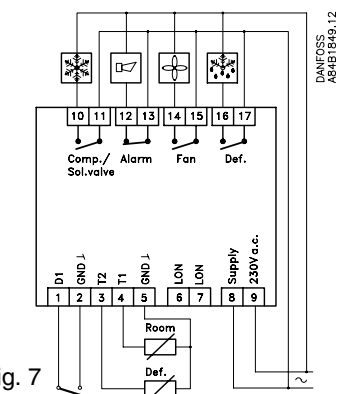 DANFOSS
A84B1849.12
10 11 12 13 14 15 16 17
Comp./ Alarm Fan Def.
Sol.valve
D1 GND T2 T1 GND LON LON Supply 230V a.c.
1 2 3 4 5 6 7 8 9
Room
Def.
ig. 7
~